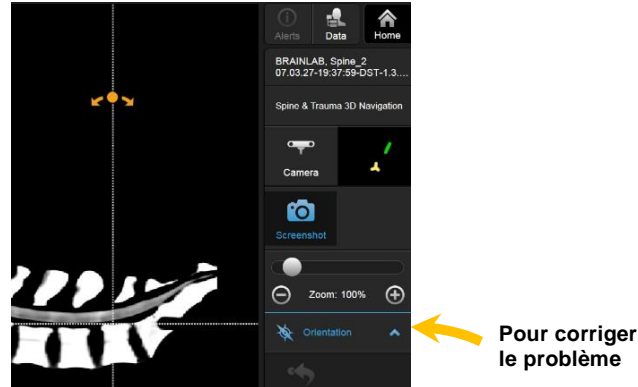 Alerts
Data
Home
BRAINLAB, Spine_2
07.03.27-19:37:59-DST-1.3....
Spine & Trauma 3D Navigation
Camera
Screenshot
Zoom: 100%
Orientation
Pour corriger
le problème